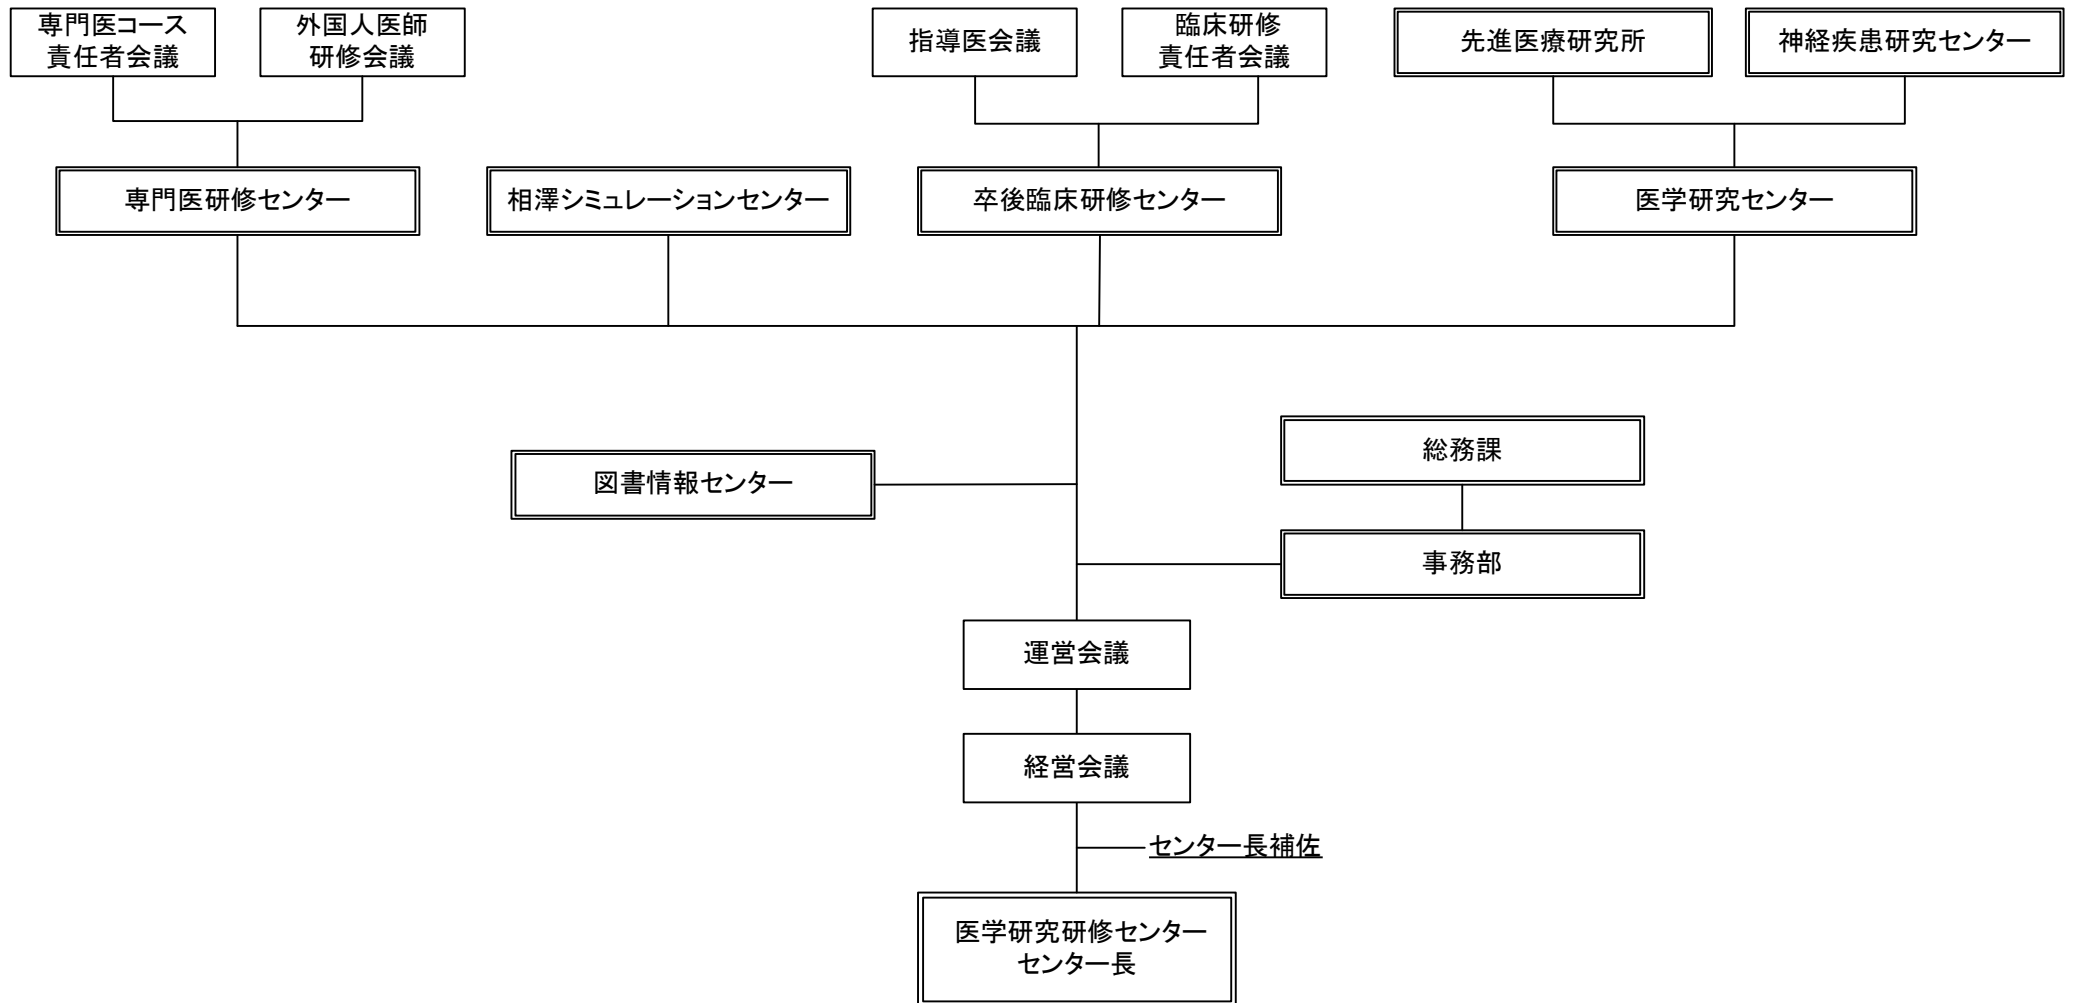 専門医コース
責任者会議
外国人医師
研修会議
指導医会議
臨床研修
責任者会議
先進医療研究所
神経疾患研究センター
専門医研修センター
相澤シミュレーションセンター
卒後臨床研修センター
医学研究センター
総務課
図書情報センター
事務部
運営会議
経営会議
センター長補佐
医学研究研修センター
センター長